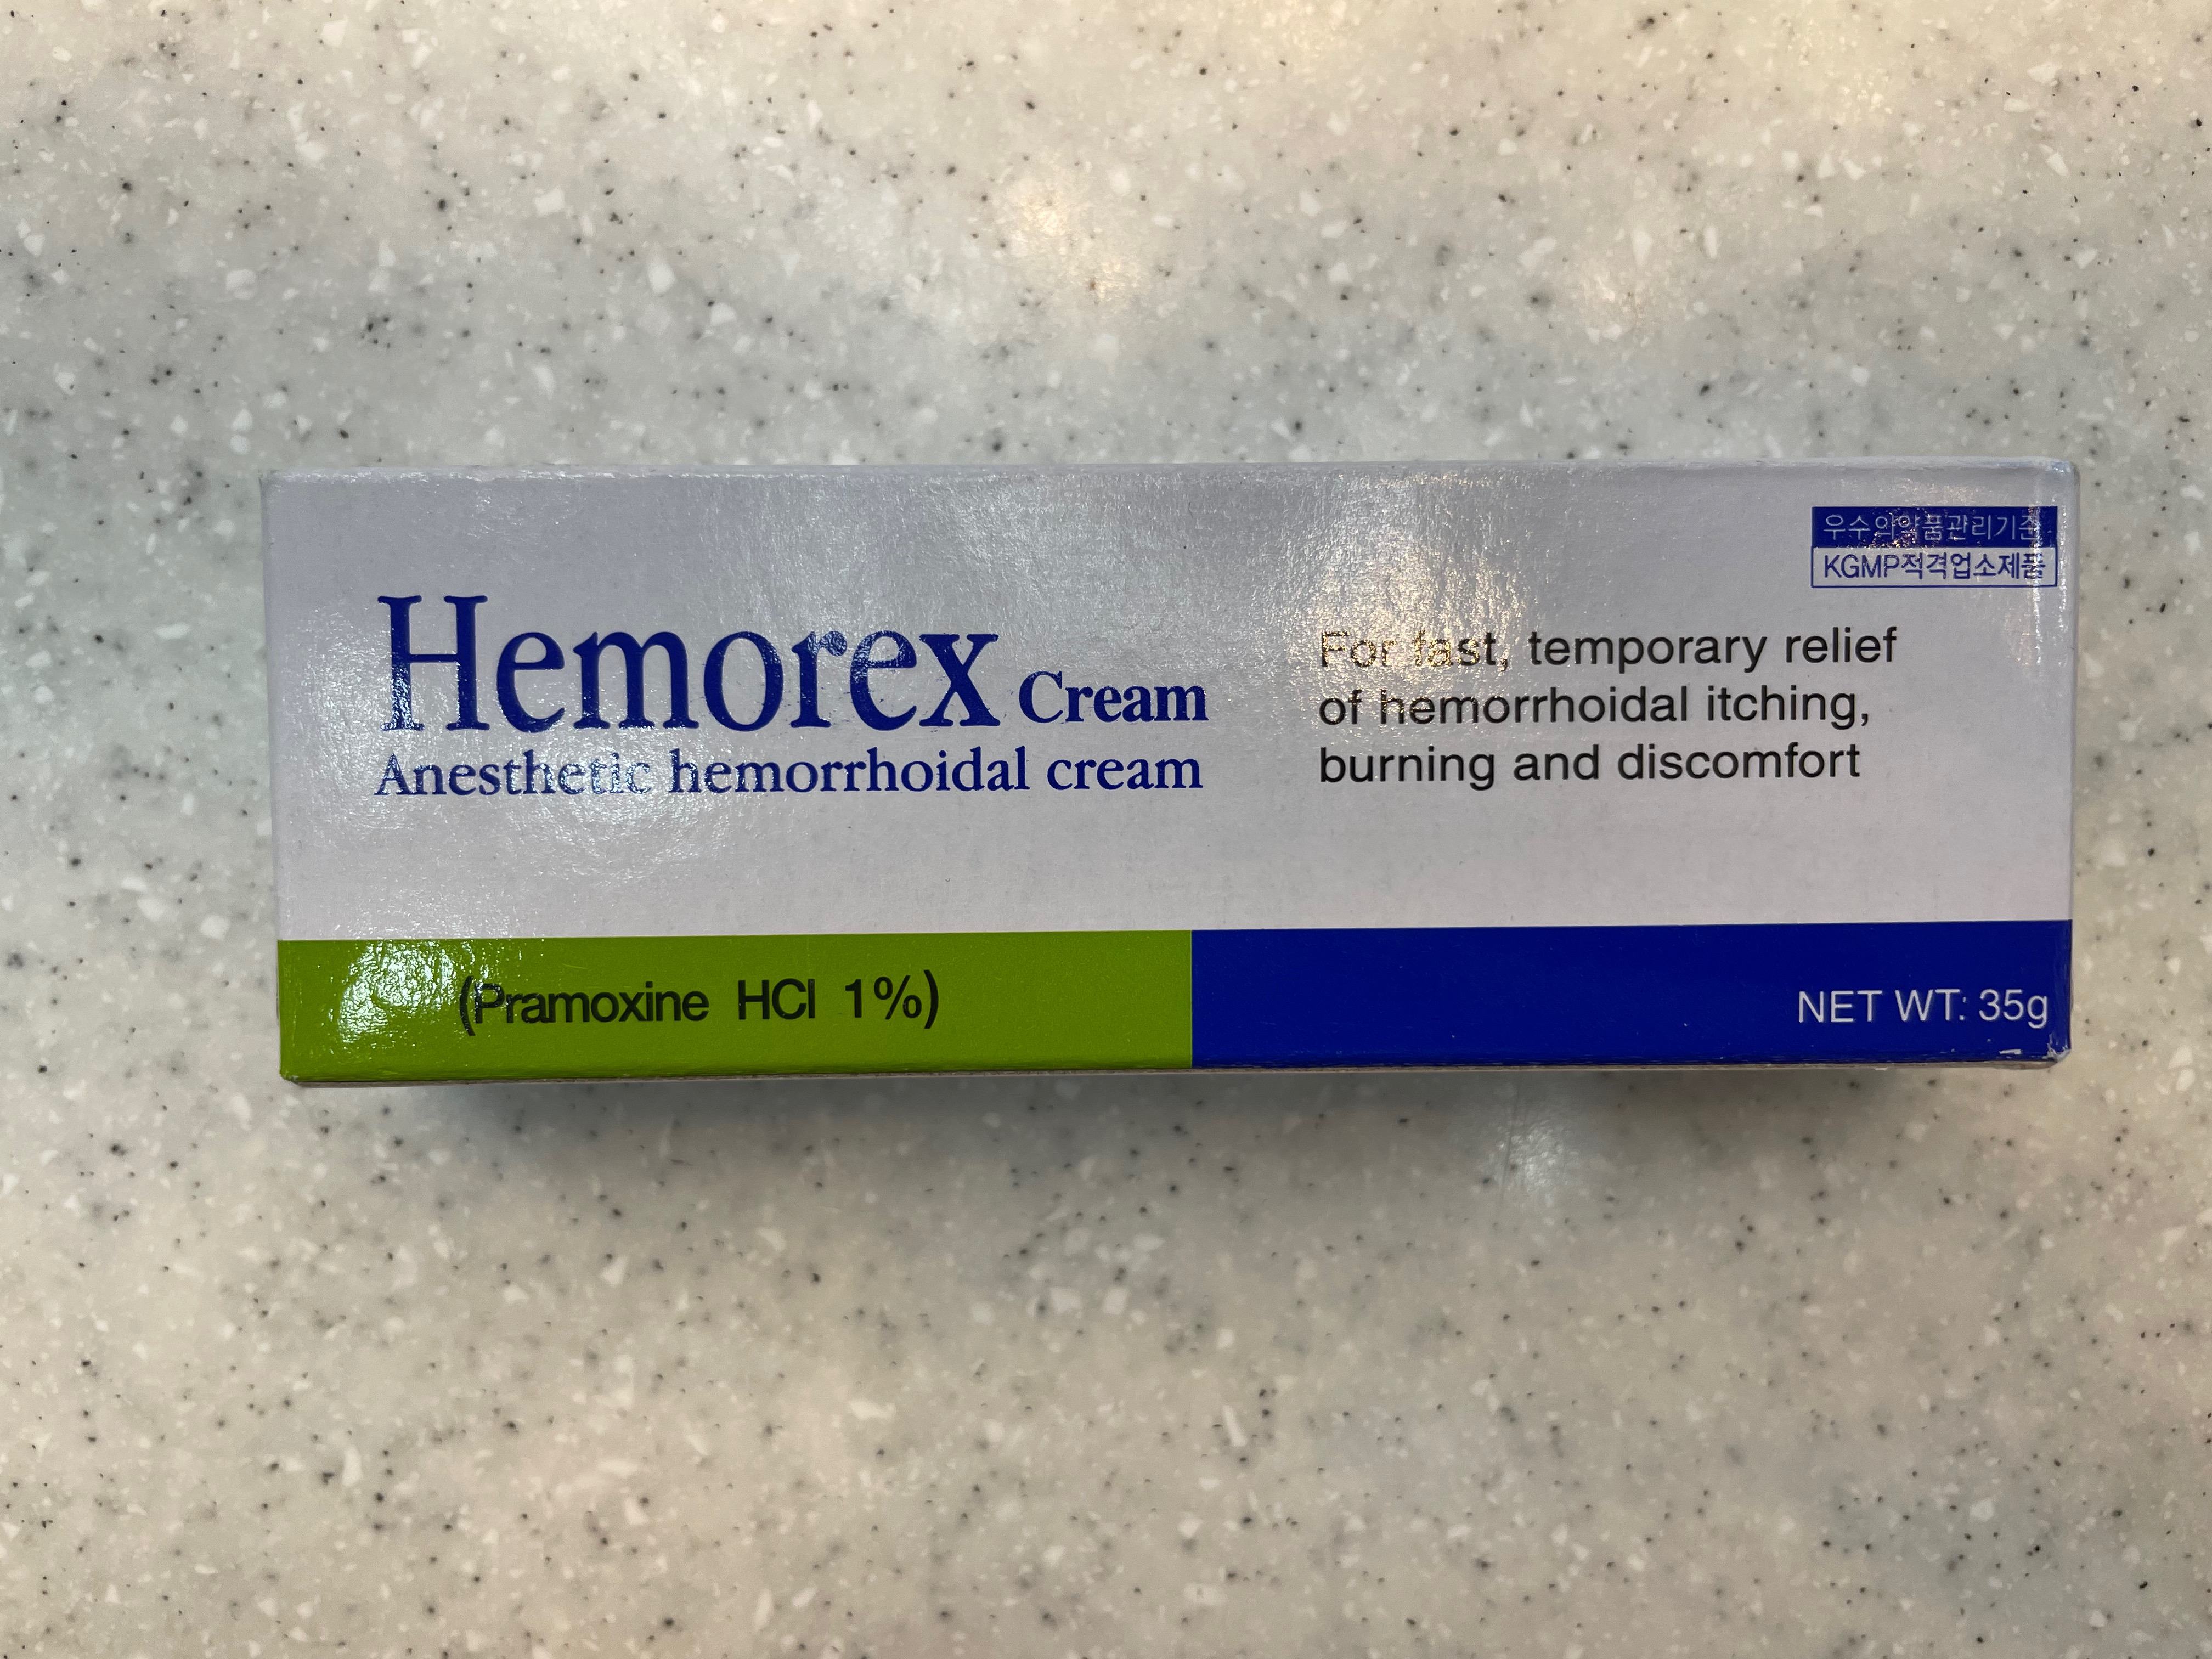 우수의약품관리기준
KGMP적격업소제품
Hemorex Cream
Anesthetic hemorrhoidal cream
For fast, temporary relief
of hemorrhoidal itching,
burning and discomfort
(Pramoxine HCl 1%)
NET WT: 35g